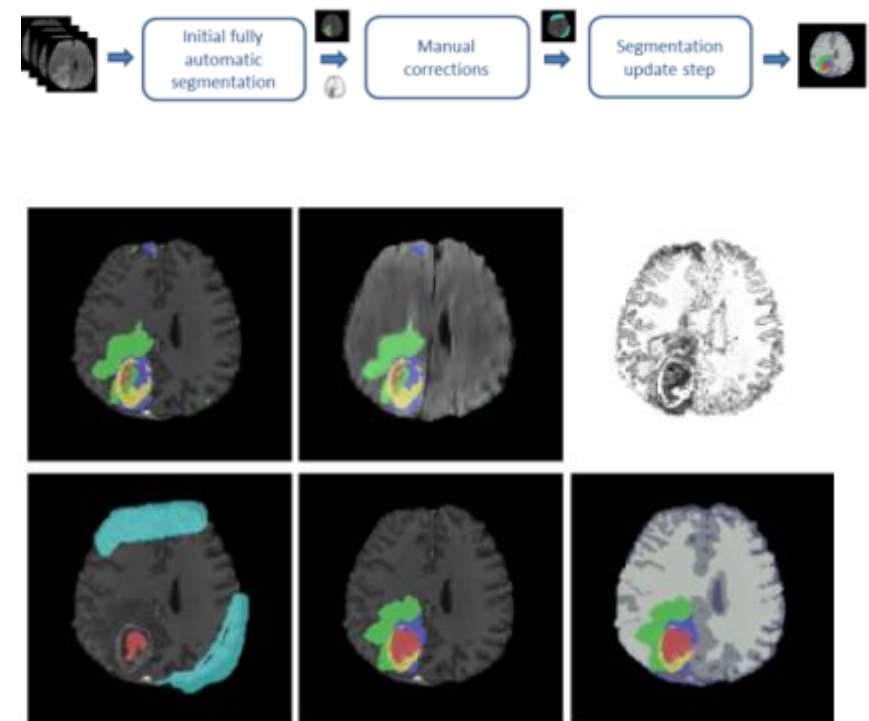 Initial fully
automatic
segmentation
Manual
corrections
Segmentation
update step